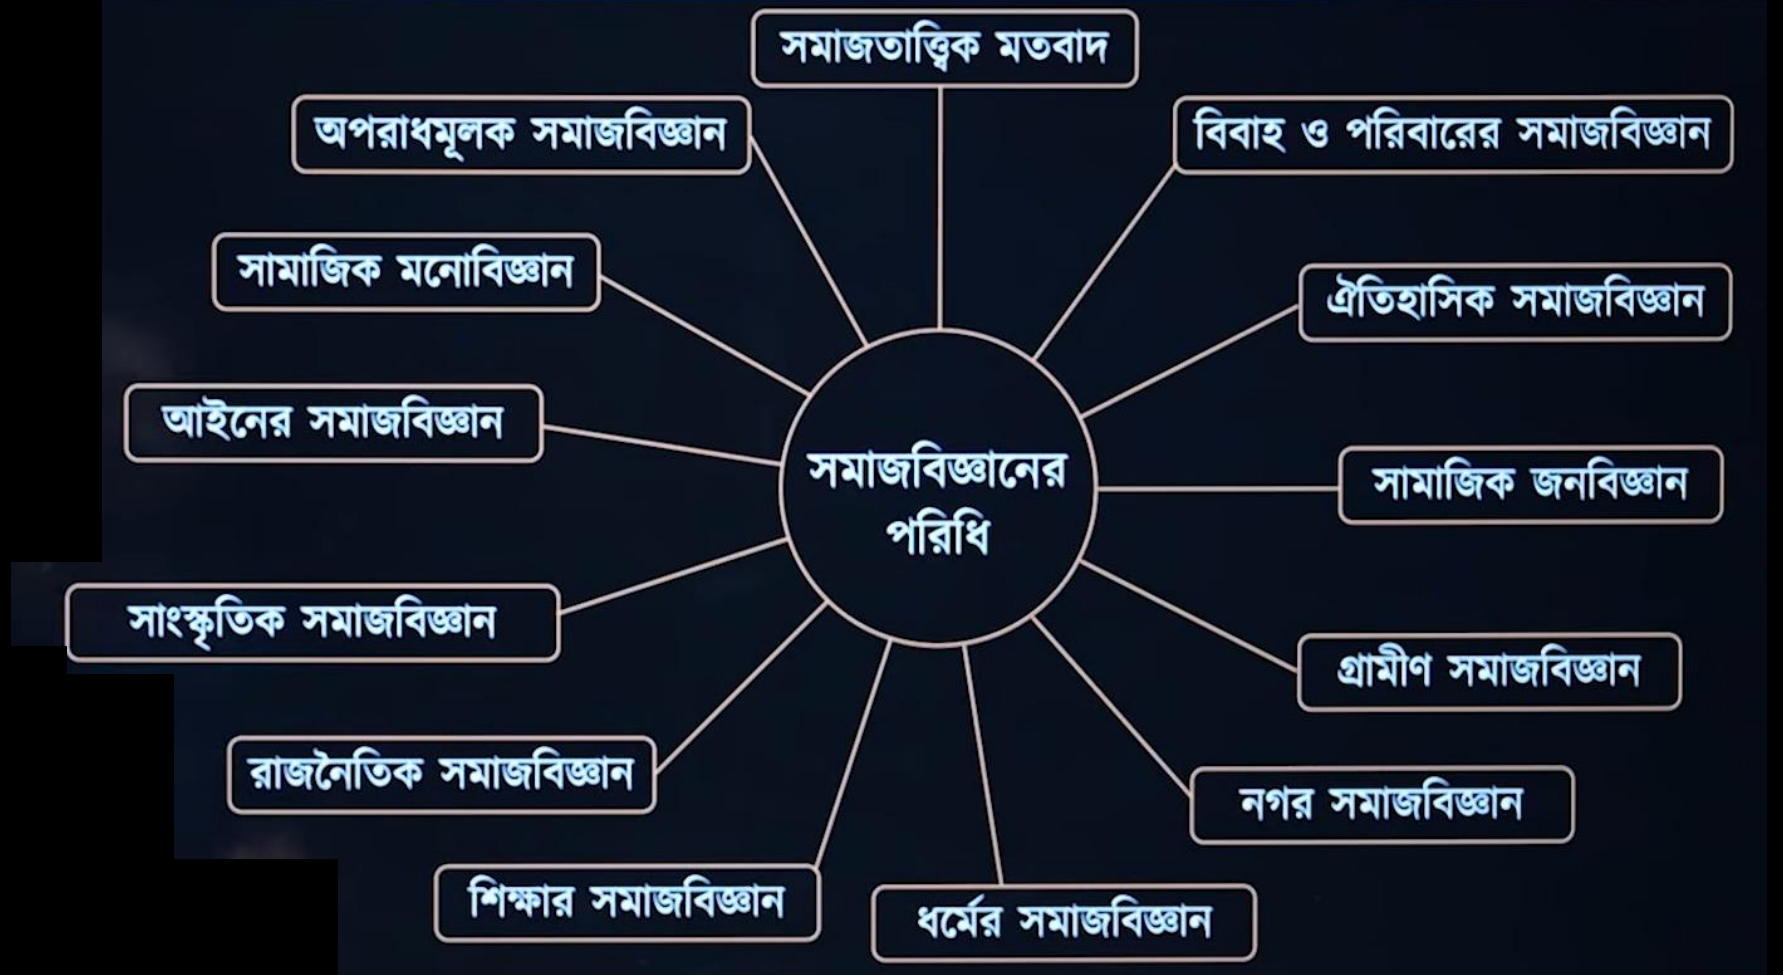 সমাজতাত্ত্বিক মতবাদ
অপরাধমূলক সমাজবিজ্ঞান
বিবাহ ও পরিবারের সমাজবিজ্ঞান
সামাজিক মনোবিজ্ঞান
ঐতিহাসিক সমাজবিজ্ঞান
আইনের সমাজবিজ্ঞান
সমাজবিজ্ঞানের
পরিধি
সামাজিক জনবিজ্ঞান
সাংস্কৃতিক সমাজবিজ্ঞান
গ্রামীণ সমাজবিজ্ঞান
রাজনৈতিক সমাজবিজ্ঞান
নগর সমাজবিজ্ঞান
শিক্ষার সমাজবিজ্ঞান
ধর্মের সমাজবিজ্ঞান